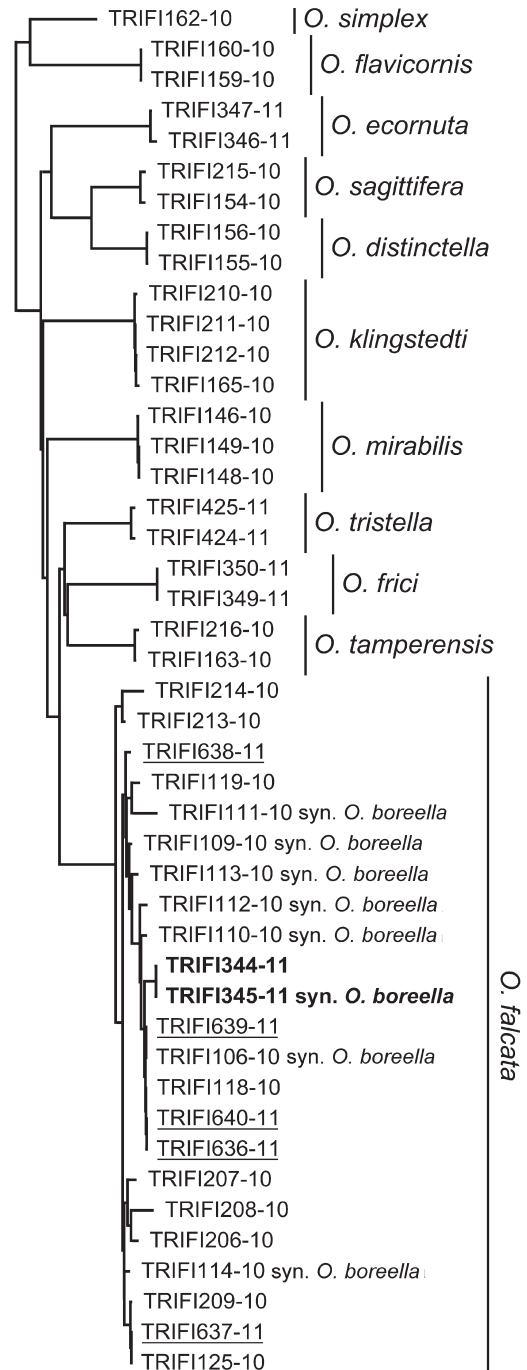 TRIFI162-10 O. simplex
TRIFI160-10
O. flavicornis
TRIFI159-10
TRIFI347-11
O. ecornuta
TRIFI346-11
TRIFI215-10
O. sagittifera
TRIFI154-10
TRIFI156-10
O. distinctella
TRIFI155-10
TRIFI210-10
TRIFI211-10
O. klingstedti
TRIFI212-10
TRIFI165-10
TRIFI146-10
TRIFI149-10 O. mirabilis
TRIFI148-10
TRIFI425-11
O. tristella
TRIFI424-11
TRIFI350-11
O. frici
TRIFI349-11
TRIFI216-10
O. tamperensis
TRIFI163-10
TRIFI214-10
TRIFI213-10
TRIFI638-11
TRIFI119-10
TRIFI111-10 syn. O. boreella
TRIFI109-10 syn. O. boreella
TRIFI113-10 syn. O. boreella
TRIFI112-10 syn. O. boreella
TRIFI110-10 syn. O. boreella
TRIFI344-11
TRIFI345-11 syn. O. boreella
TRIFI639-11
TRIFI106-10 syn. O. boreella
TRIFI118-10
TRIFI640-11
TRIFI636-11
TRIFI207-10
TRIFI208-10
TRIFI206-10
TRIFI114-10 syn. O. boreella
TRIFI209-10
TRIFI637-11
TRIFI125-10
O. falcata